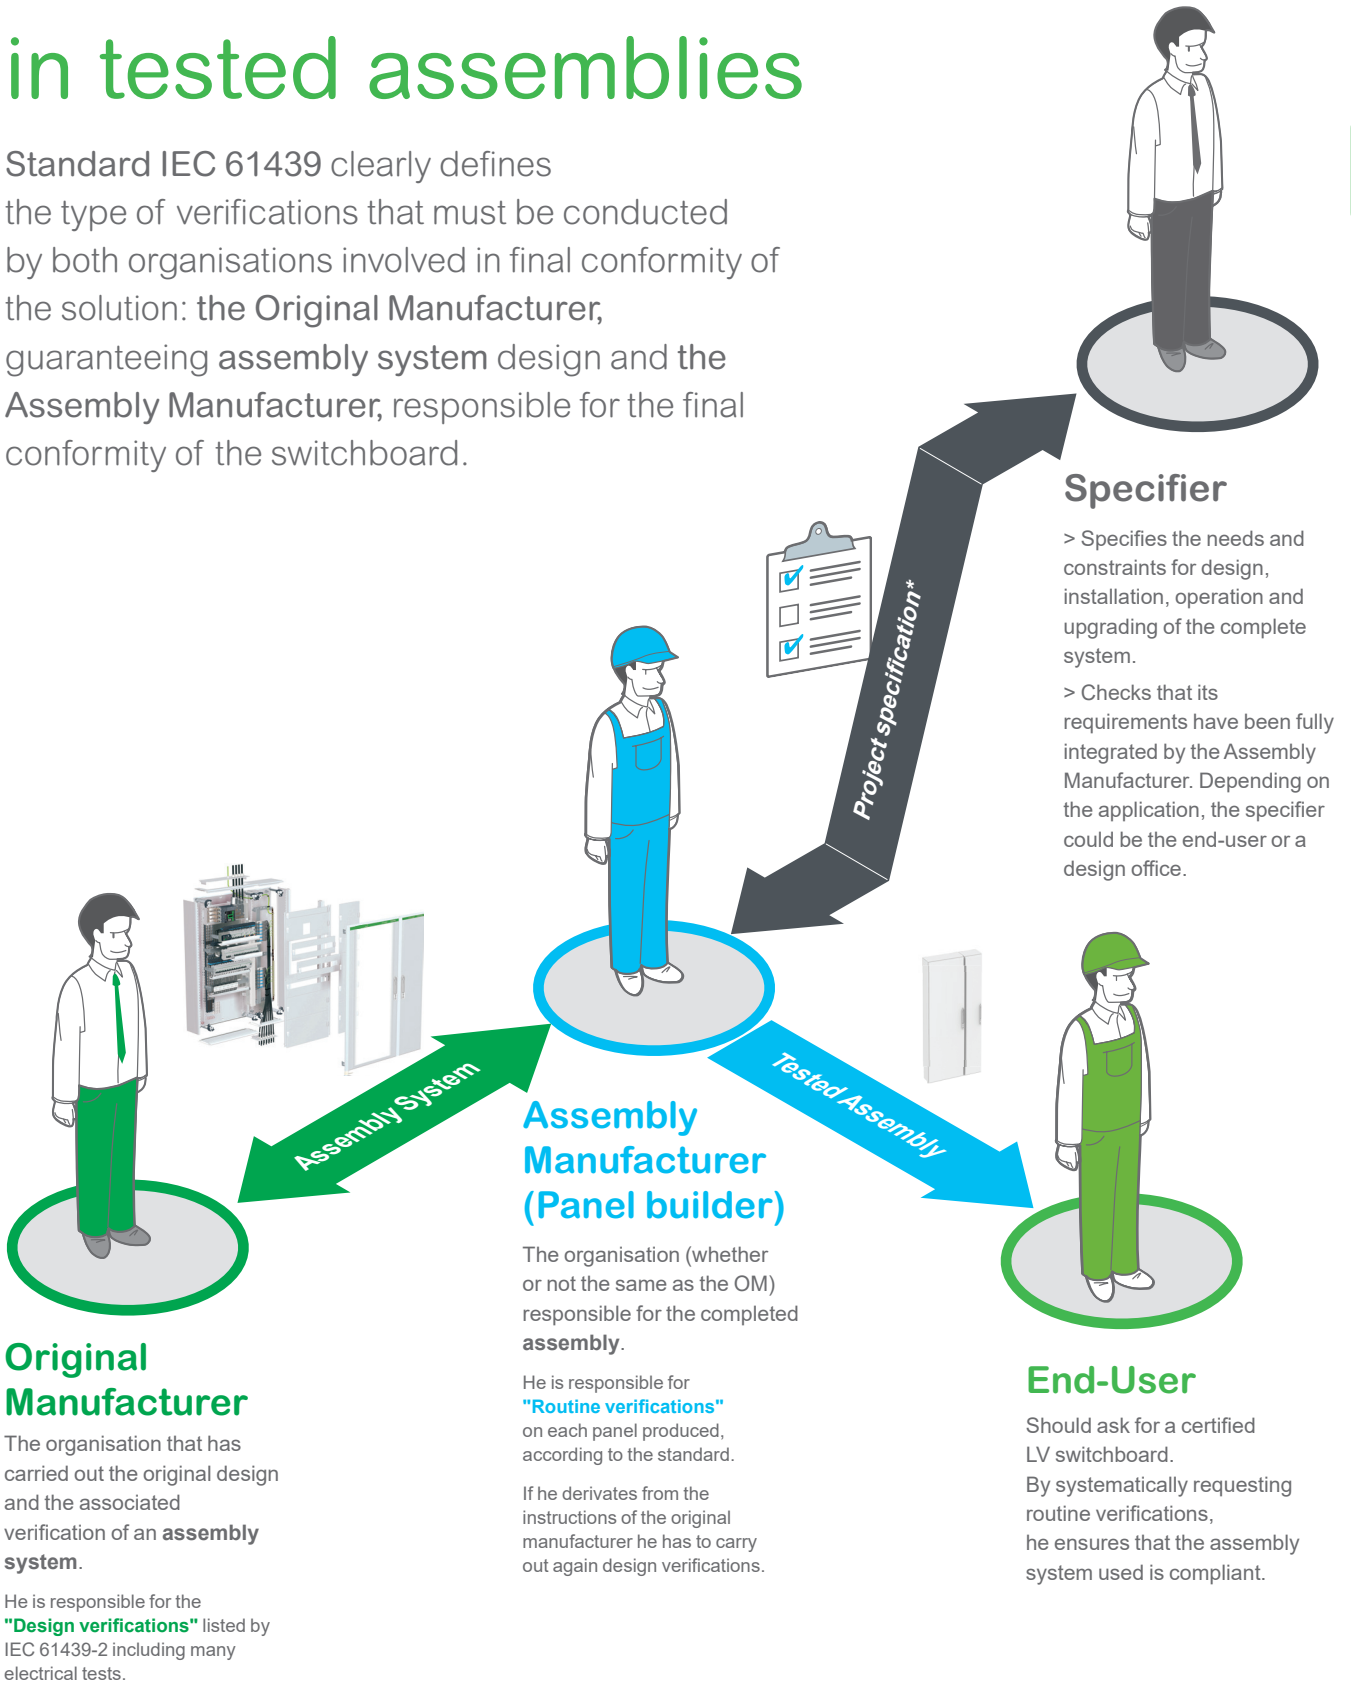 in tested assemblies
Standard IEC 61439 clearly defines
the type of verifications that must be conducted
by both organisations involved in final conformity of
the solution: the Original Manufacturer,
guaranteeing assembly system design and the
Assembly Manufacturer, responsible for the final
conformity of the switchboard.
Specifier
> Specifies the needs and
constraints for design,
installation, operation and
upgrading of the complete
system.
> Checks that its
requirements have been fully
integrated by the Assembly
Manufacturer. Depending on
the application, the specifier
could be the end-user or a
design office.
Project specification*
Assembly System
Tested Assembly
Assembly
Manufacturer
(Panel builder)
The organisation (whether
or not the same as the OM)
responsible for the completed
assembly.
He is responsible for
"Routine verifications"
on each panel produced,
according to the standard.
If he derivates from the
instructions of the original
manufacturer he has to carry
out again design verifications.
Original
Manufacturer
The organisation that has
carried out the original design
and the associated
verification of an assembly
system.
He is responsible for the
"Design verifications" listed by
IEC 61439-2 including many
electrical tests.
End-User
Should ask for a certified
LV switchboard.
By systematically requesting
routine verifications,
he ensures that the assembly
system used is compliant.